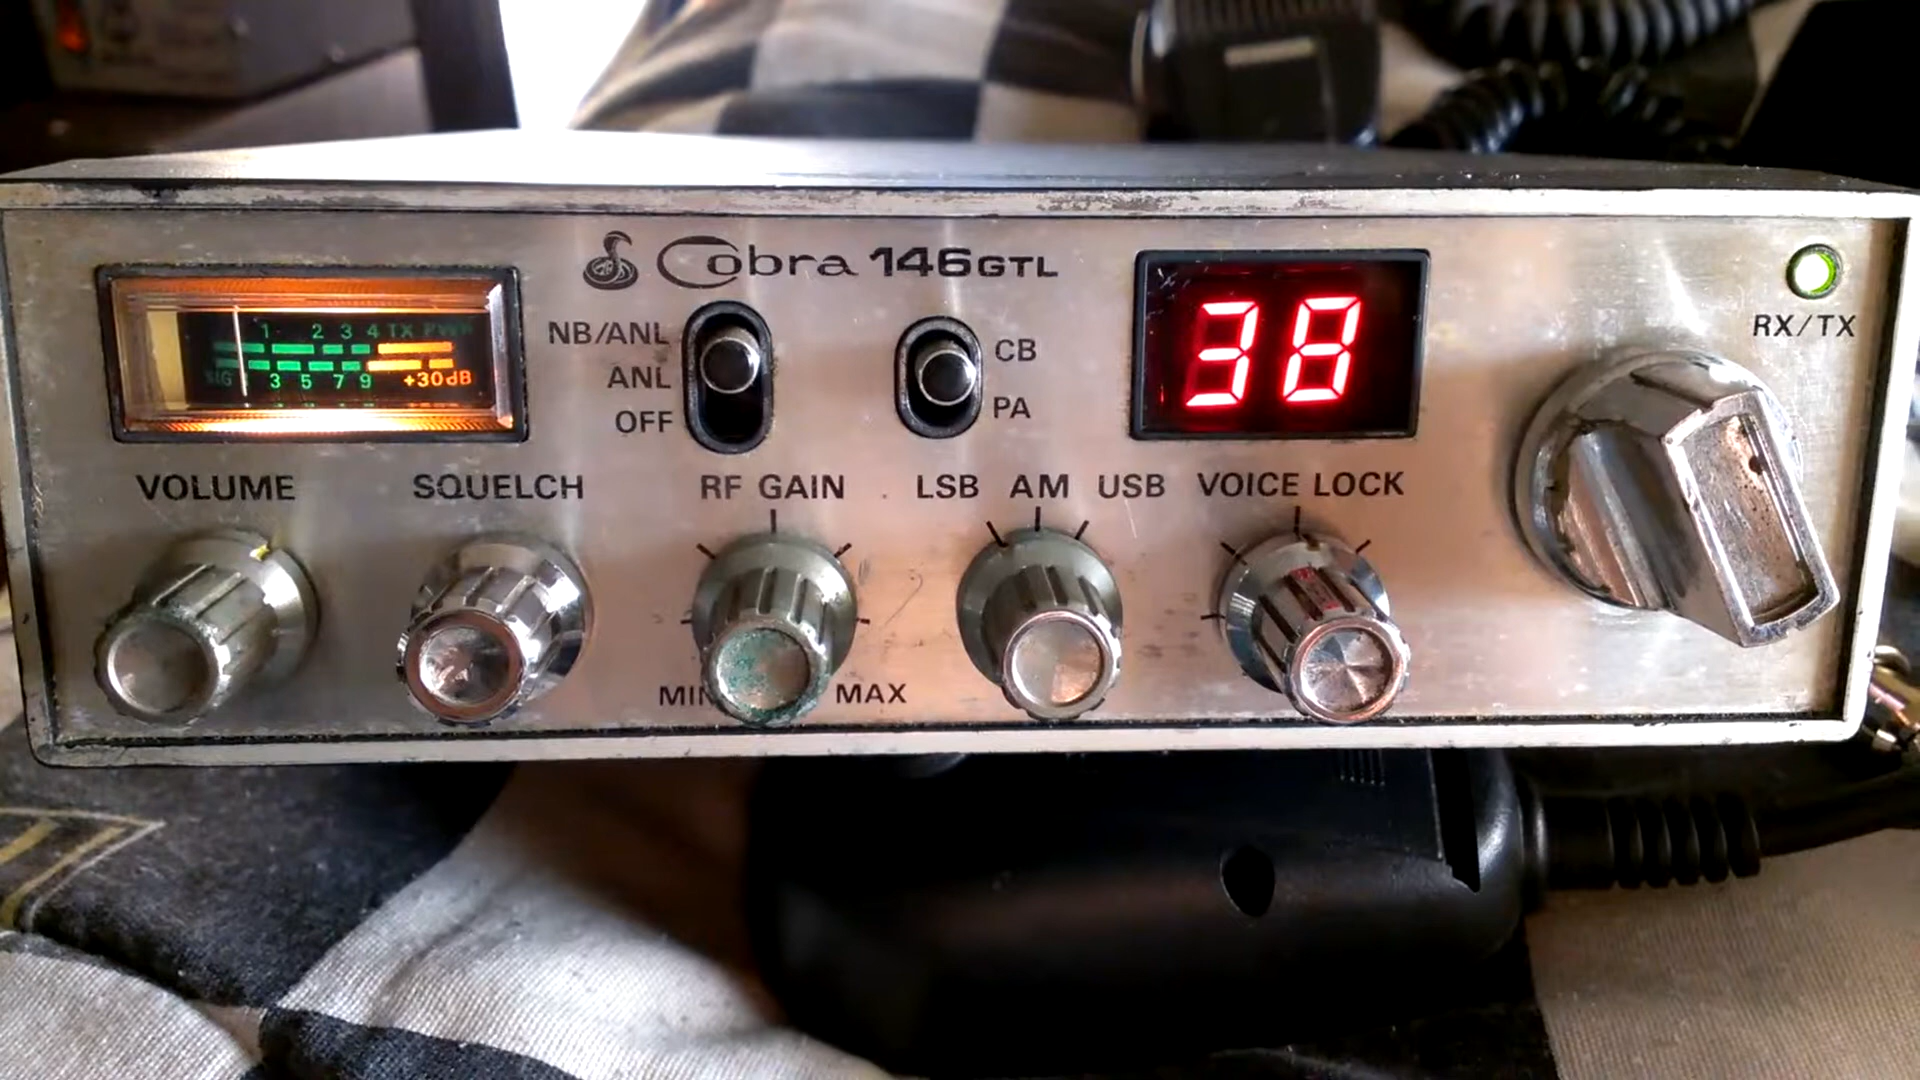 Cobra 146GTL
1 2 3 4 TX PWR
SIG 3 5 7 9 +30dB
NB/ANL
ANL
OFF
CB
PA
38
RX/TX
VOLUME
SQUELCH
RF GAIN
LSB AM USB
VOICE LOCK
MIN
MAX